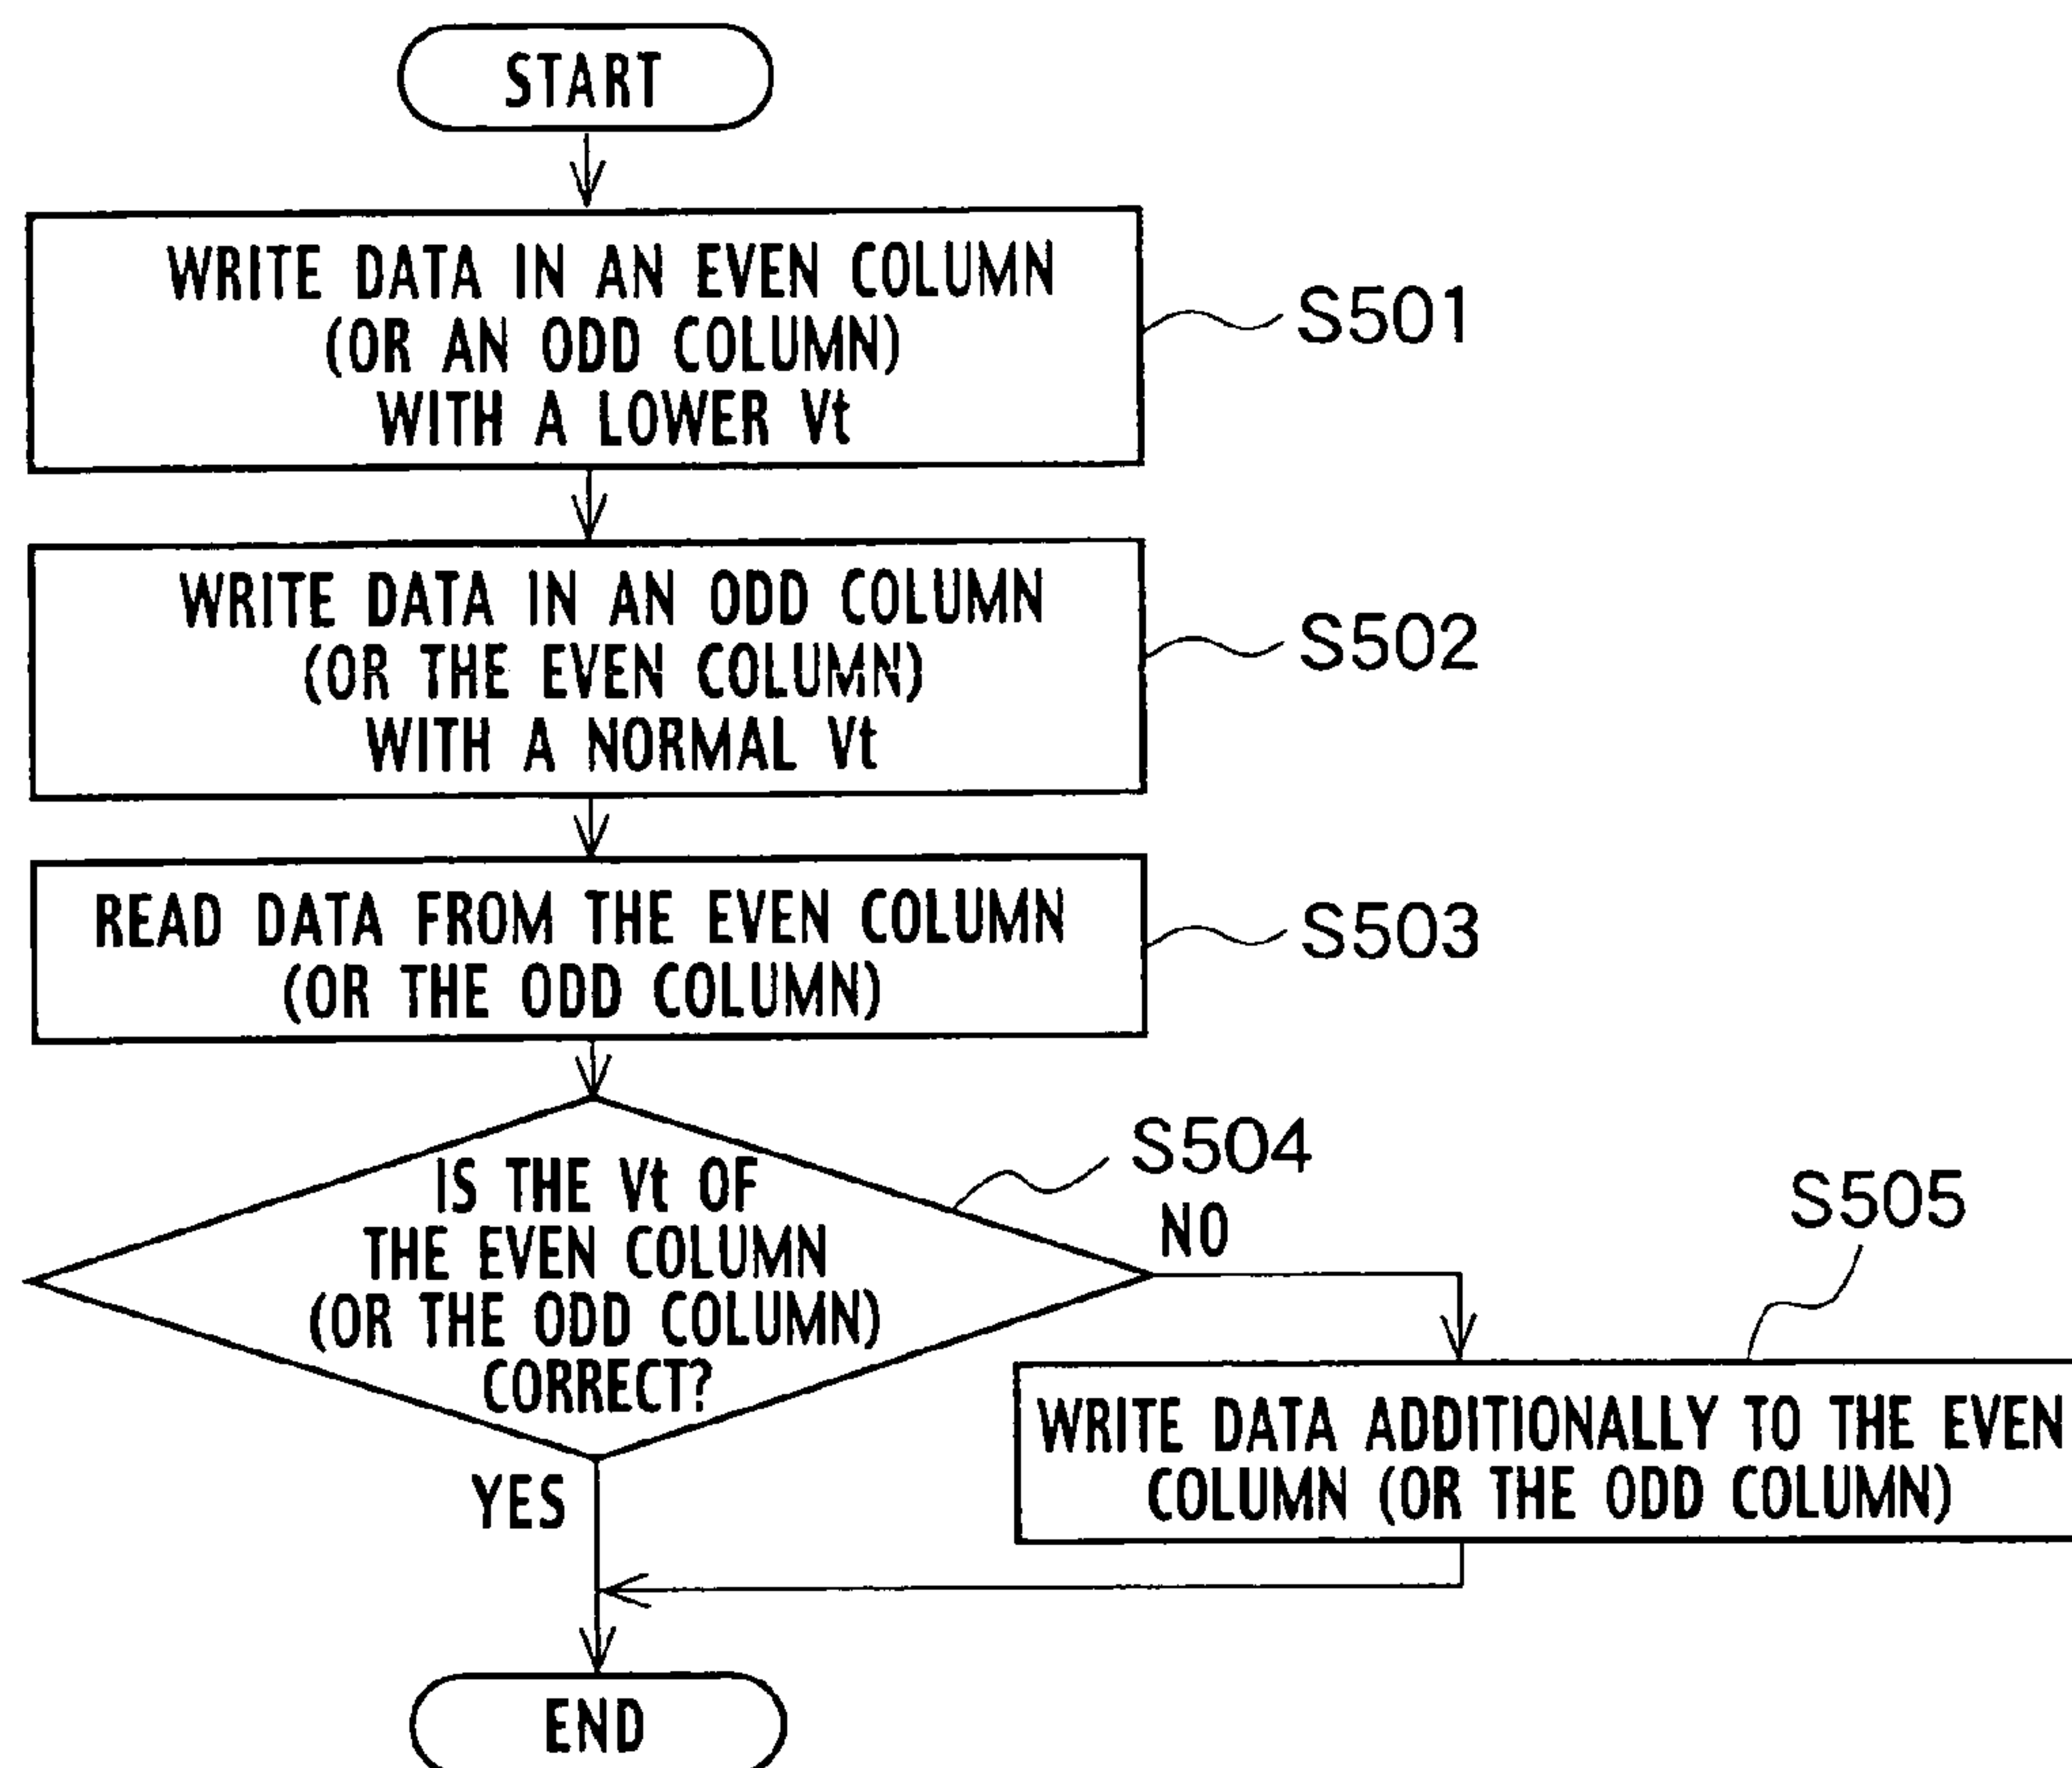 START
WRITE DATA IN AN EVEN COLUMN
(OR AN ODD COLUMN)
WITH A LOWER Vt
S501
WRITE DATA IN AN ODD COLUMN
(OR THE EVEN COLUMN)
WITH A NORMAL Vt
S502
READ DATA FROM THE EVEN COLUMN
(OR THE ODD COLUMN)
S503
IS THE Vt OF
THE EVEN COLUMN
(OR THE ODD COLUMN)
CORRECT?
S504
NO
S505
WRITE DATA ADDITIONALLY TO THE EVEN
COLUMN (OR THE ODD COLUMN)
YES
END